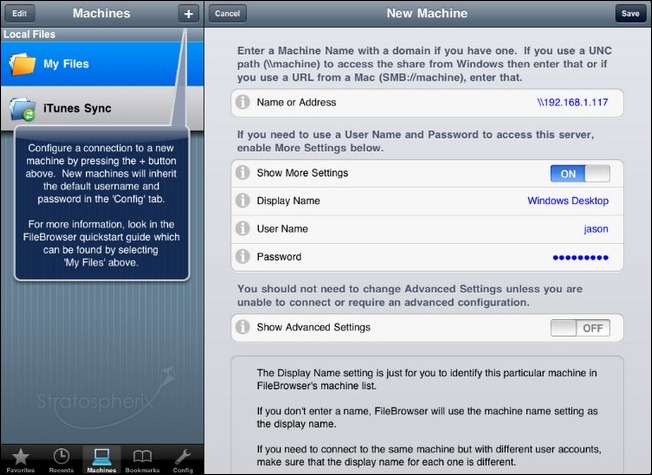 Edit
Machines
+
Local Files
My Files
iTunes Sync
Configure a connection to a new
machine by pressing the + button
above. New machines will inherit
the default username and
password in the 'Config' tab.
For more information, look in the
FileBrowser quickstart guide which
can be found by selecting
'My Files' above.
Stratospherix
Favorites
Recents
Machines
Bookmarks
Config
Cancel
New Machine
Save
Enter a Machine Name with a domain if you have one. If you use a UNC
path (\\machine) to access the share from Windows then enter that or if
you use a URL from a Mac (SMB://machine), enter that.
Name or Address
\\192.168.1.117
If you need to use a User Name and Password to access this server,
enable More Settings below.
Show More Settings
ON
Display Name
Windows Desktop
User Name
jason
Password
●●●●●●●●●
You should not need to change Advanced Settings unless you are
unable to connect or require an advanced configuration.
Show Advanced Settings
OFF
The Display Name setting is just for you to identify this particular machine in
FileBrowser's machine list.
If you don't enter a name, FileBrowser will use the machine name setting as
the display name.
If you need to connect to the same machine but with different user accounts,
make sure that the display name for each one is different.